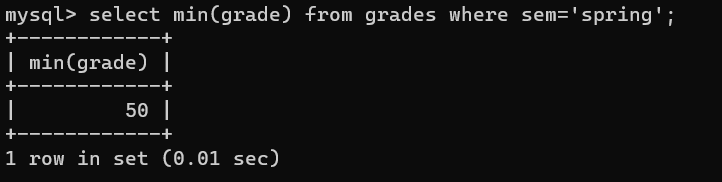 mysql> select min(grade) from grades where sem='spring';
+------------+
| min(grade) |
+------------+
|         50 |
+------------+
1 row in set (0.01 sec)